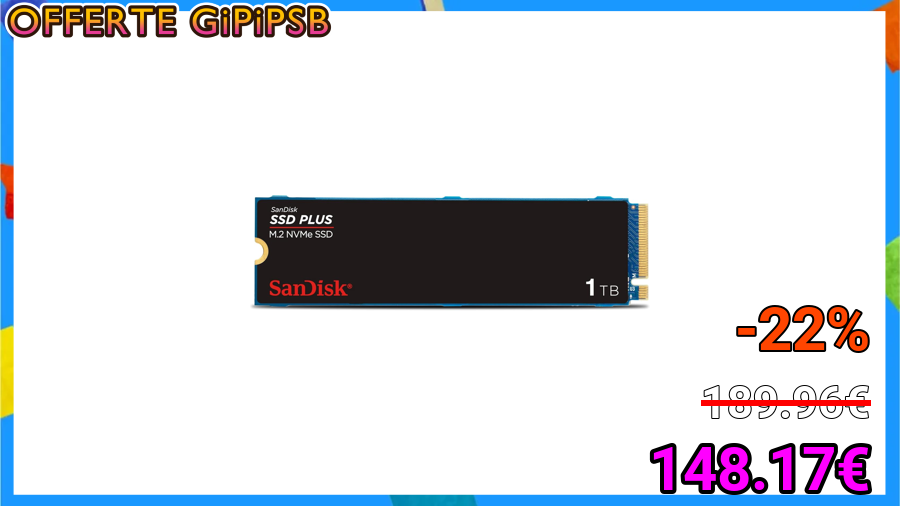 OFFERTE GiPiPSB
SanDisk
SSD PLUS
M.2 NVMe SSD
SanDisk®
1 TB
-22%
189.96€
148.17€